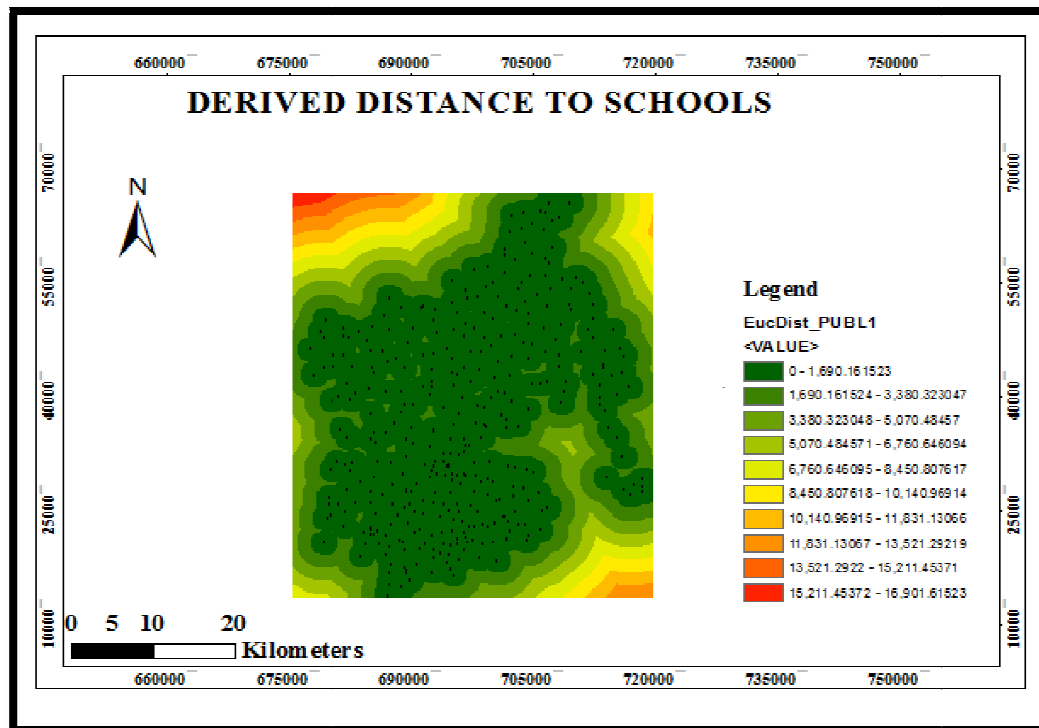 660000 675000 690000 705000 720000 735000 750000
DERIVED DISTANCE TO SCHOOLS
70000
70000
N
55000
55000
Legend
EucDist_PUBL1
<VALUE>
0 - 1,690.161523
1,690.161524 - 3,380.323047
3,380.323048 - 5,070.48457
5,070.484571 - 6,760.646094
6,760.646095 - 8,450.807617
8,450.807618 - 10,140.96914
10,140.96915 - 11,831.13066
11,831.13067 - 13,521.29219
13,521.2922 - 15,211.45371
15,211.45372 - 16,901.61523
40000
40000
25000
25000
10000
10000
0 5 10 20
Kilometers
660000 675000 690000 705000 720000 735000 750000